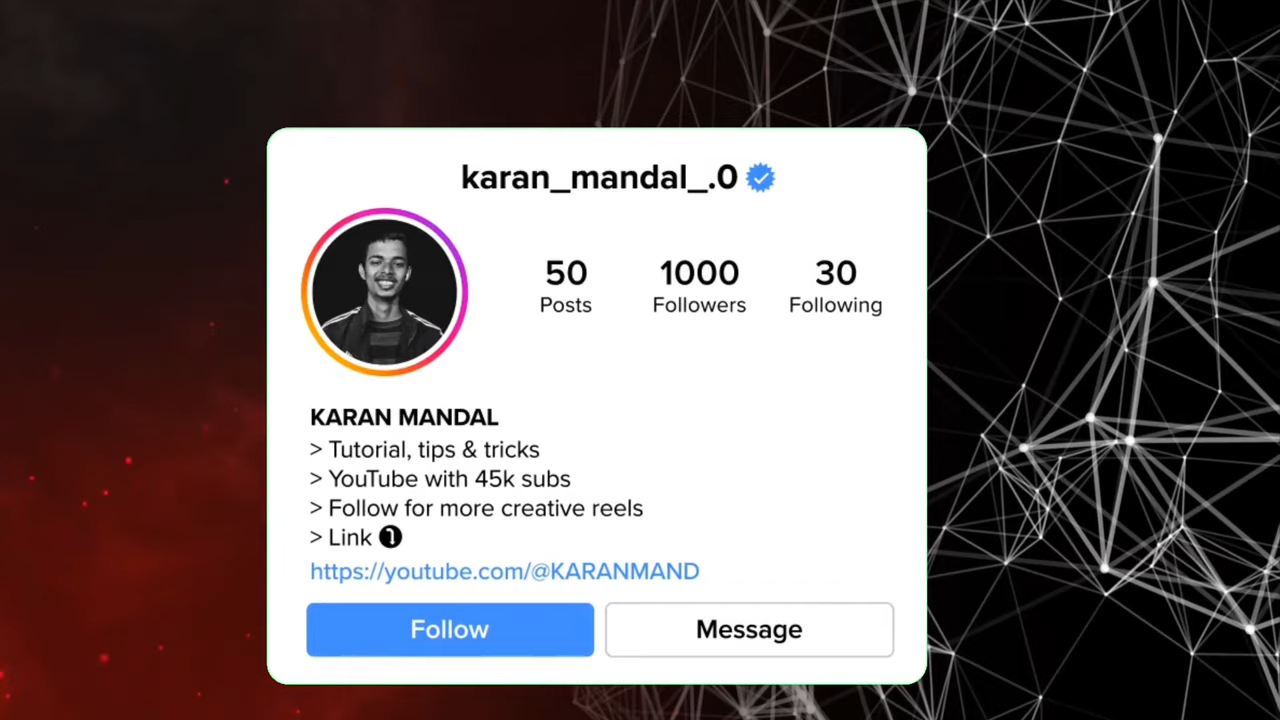 karan_mandal_.0
50 1000 30
Posts Followers Following
KARAN MANDAL
> Tutorial, tips & tricks
> YouTube with 45k subs
> Follow for more creative reels
> Link
https://youtube.com/@KARANMAND
Follow Message